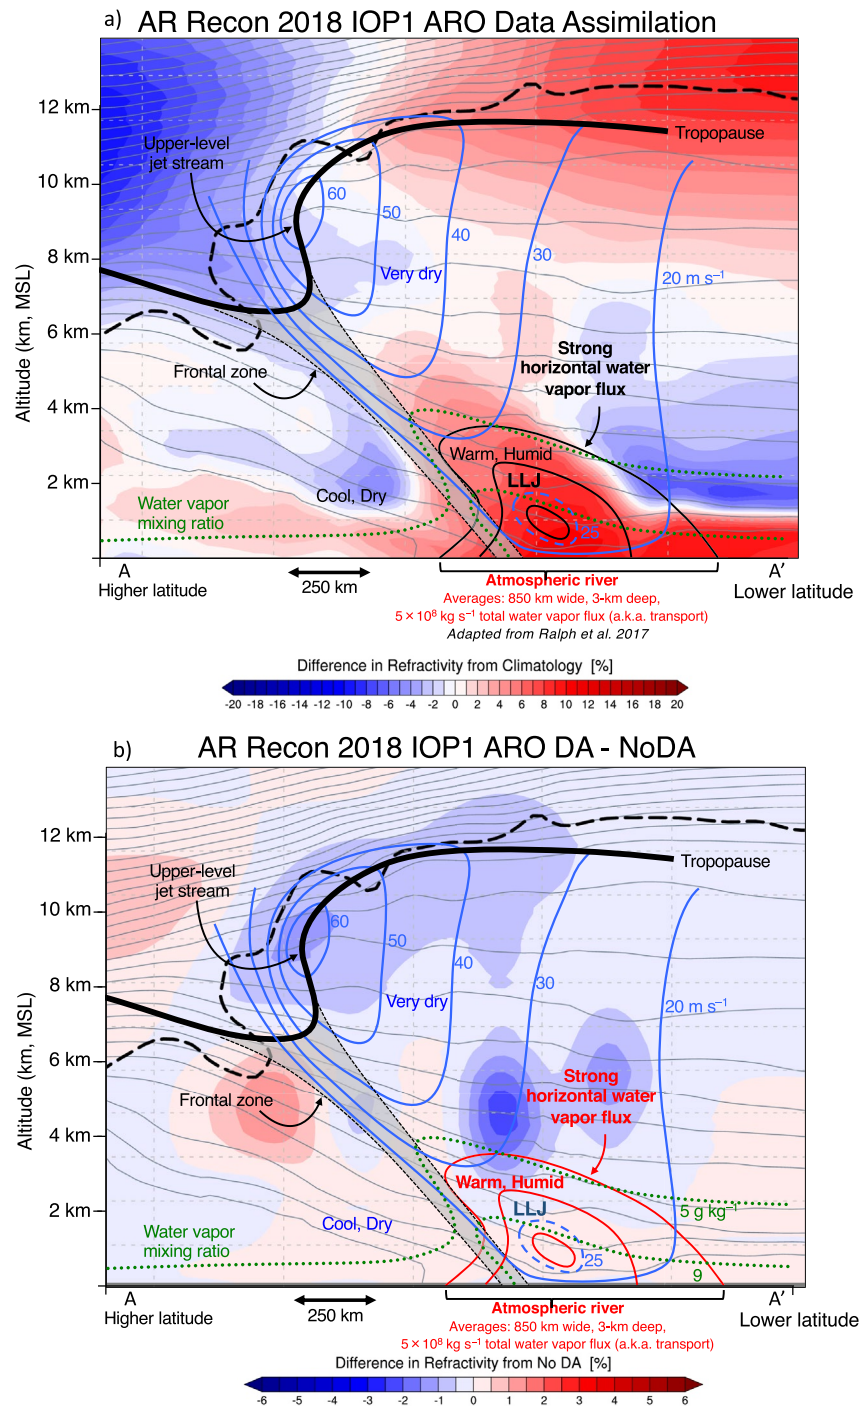 a)
AR Recon 2018 IOP1 ARO Data Assimilation
12 km
10 km
8 km
6 km
4 km
2 km
Altitude (km, MSL)
Upper-level
jet stream
Tropopause
60
50
40
30
20 m s⁻¹
Very dry
Frontal zone
Strong
horizontal water
vapor flux
Warm, Humid
LLJ
25
Cool, Dry
Water vapor
mixing ratio
A
Higher latitude
250 km
A’
Lower latitude
Atmospheric river
Averages: 850 km wide, 3-km deep,
5 × 10⁸ kg s⁻¹ total water vapor flux (a.k.a. transport)
Adapted from Ralph et al. 2017
Difference in Refractivity from Climatology [%]
-20 -18 -16 -14 -12 -10 -8 -6 -4 -2 0 2 4 6 8 10 12 14 16 18 20
b)
AR Recon 2018 IOP1 ARO DA - NoDA
12 km
10 km
8 km
6 km
4 km
2 km
Altitude (km, MSL)
Upper-level
jet stream
Tropopause
60
50
40
30
20 m s⁻¹
Very dry
Frontal zone
Strong
horizontal water
vapor flux
Warm, Humid
LLJ
25
5 g kg⁻¹
9
Cool, Dry
Water vapor
mixing ratio
A
Higher latitude
250 km
A’
Lower latitude
Atmospheric river
Averages: 850 km wide, 3-km deep,
5 × 10⁸ kg s⁻¹ total water vapor flux (a.k.a. transport)
Difference in Refractivity from No DA [%]
-6 -5 -4 -3 -2 -1 0 1 2 3 4 5 6